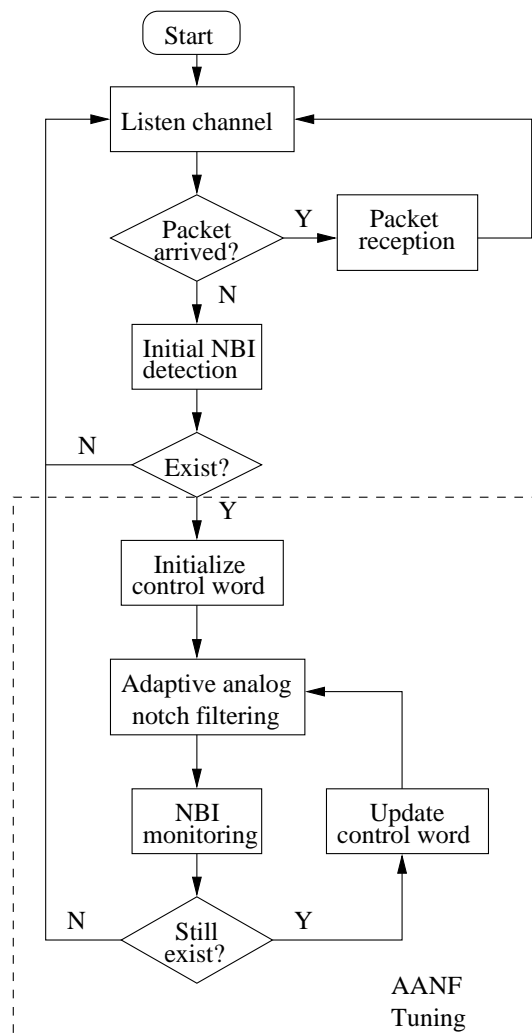 Start
Listen channel
Packet
arrived?
Y
Packet
reception
N
Initial NBI
detection
N
Exist?
Y
Initialize
control word
Adaptive analog
notch filtering
NBI
monitoring
Update
control word
N
Still
exist?
Y
AANF
Tuning